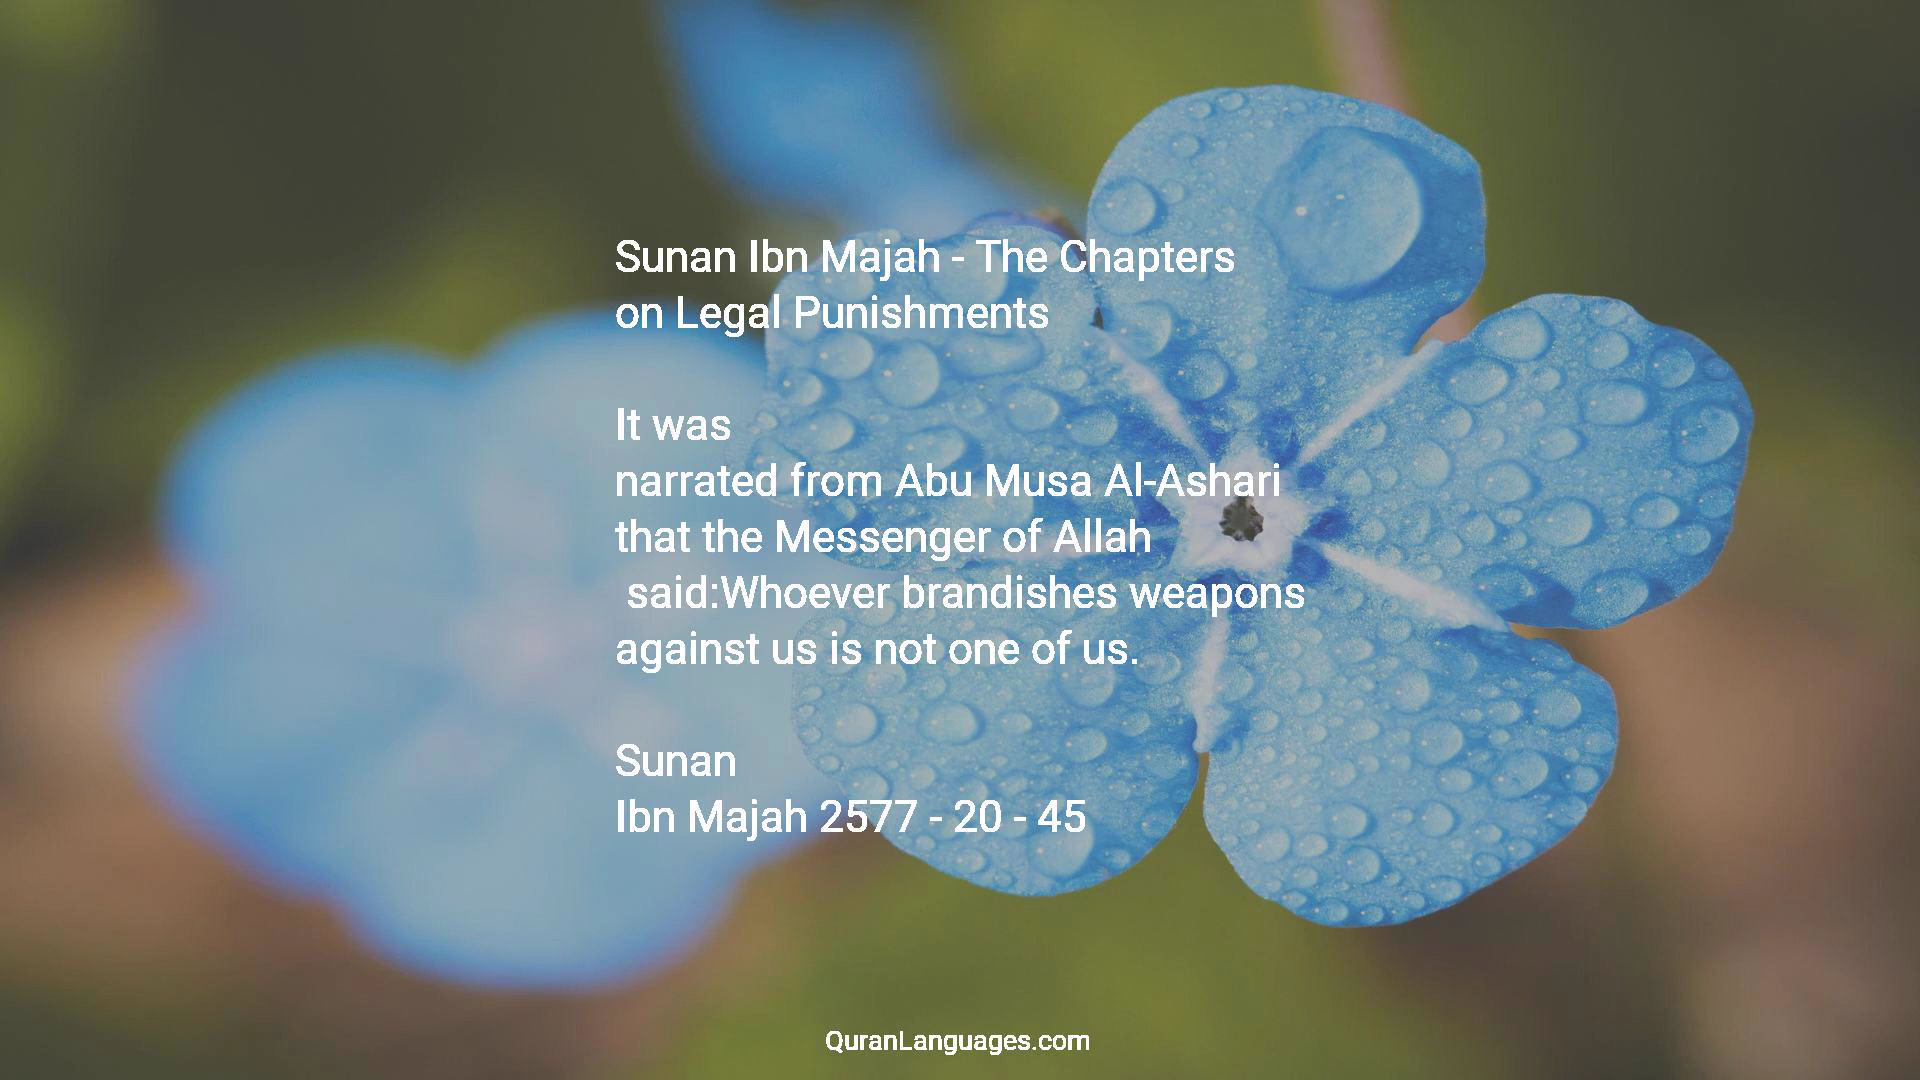 Sunan Ibn Majah - The Chapters
on Legal Punishments
It was
narrated from Abu Musa Al-Ashari
that the Messenger of Allah
said:Whoever brandishes weapons
against us is not one of us.
Sunan
Ibn Majah 2577 - 20 - 45
QuranLanguages.com